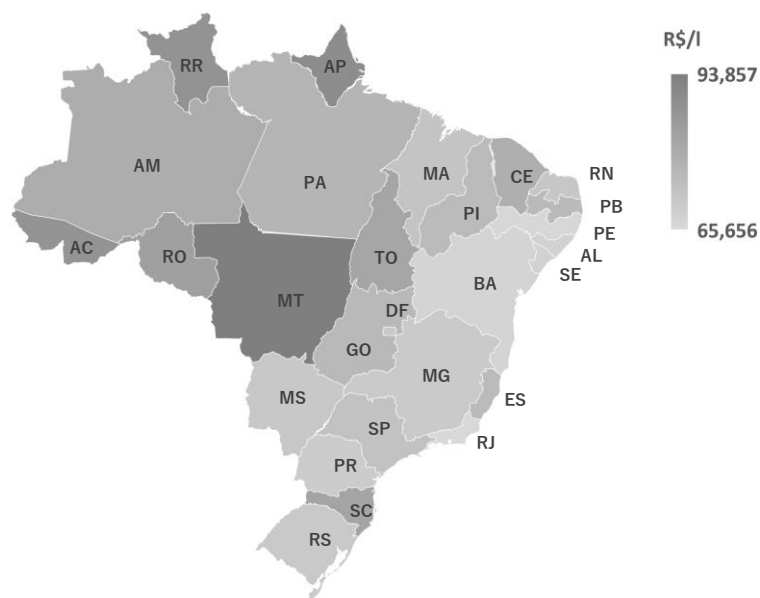 R$/l
93,857
65,656
RR
AP
AM
PA
MA
CE
RN
PI
PB
PE
AL
SE
AC
RO
TO
BA
MT
DF
GO
MG
MS
ES
SP
RJ
PR
SC
RS